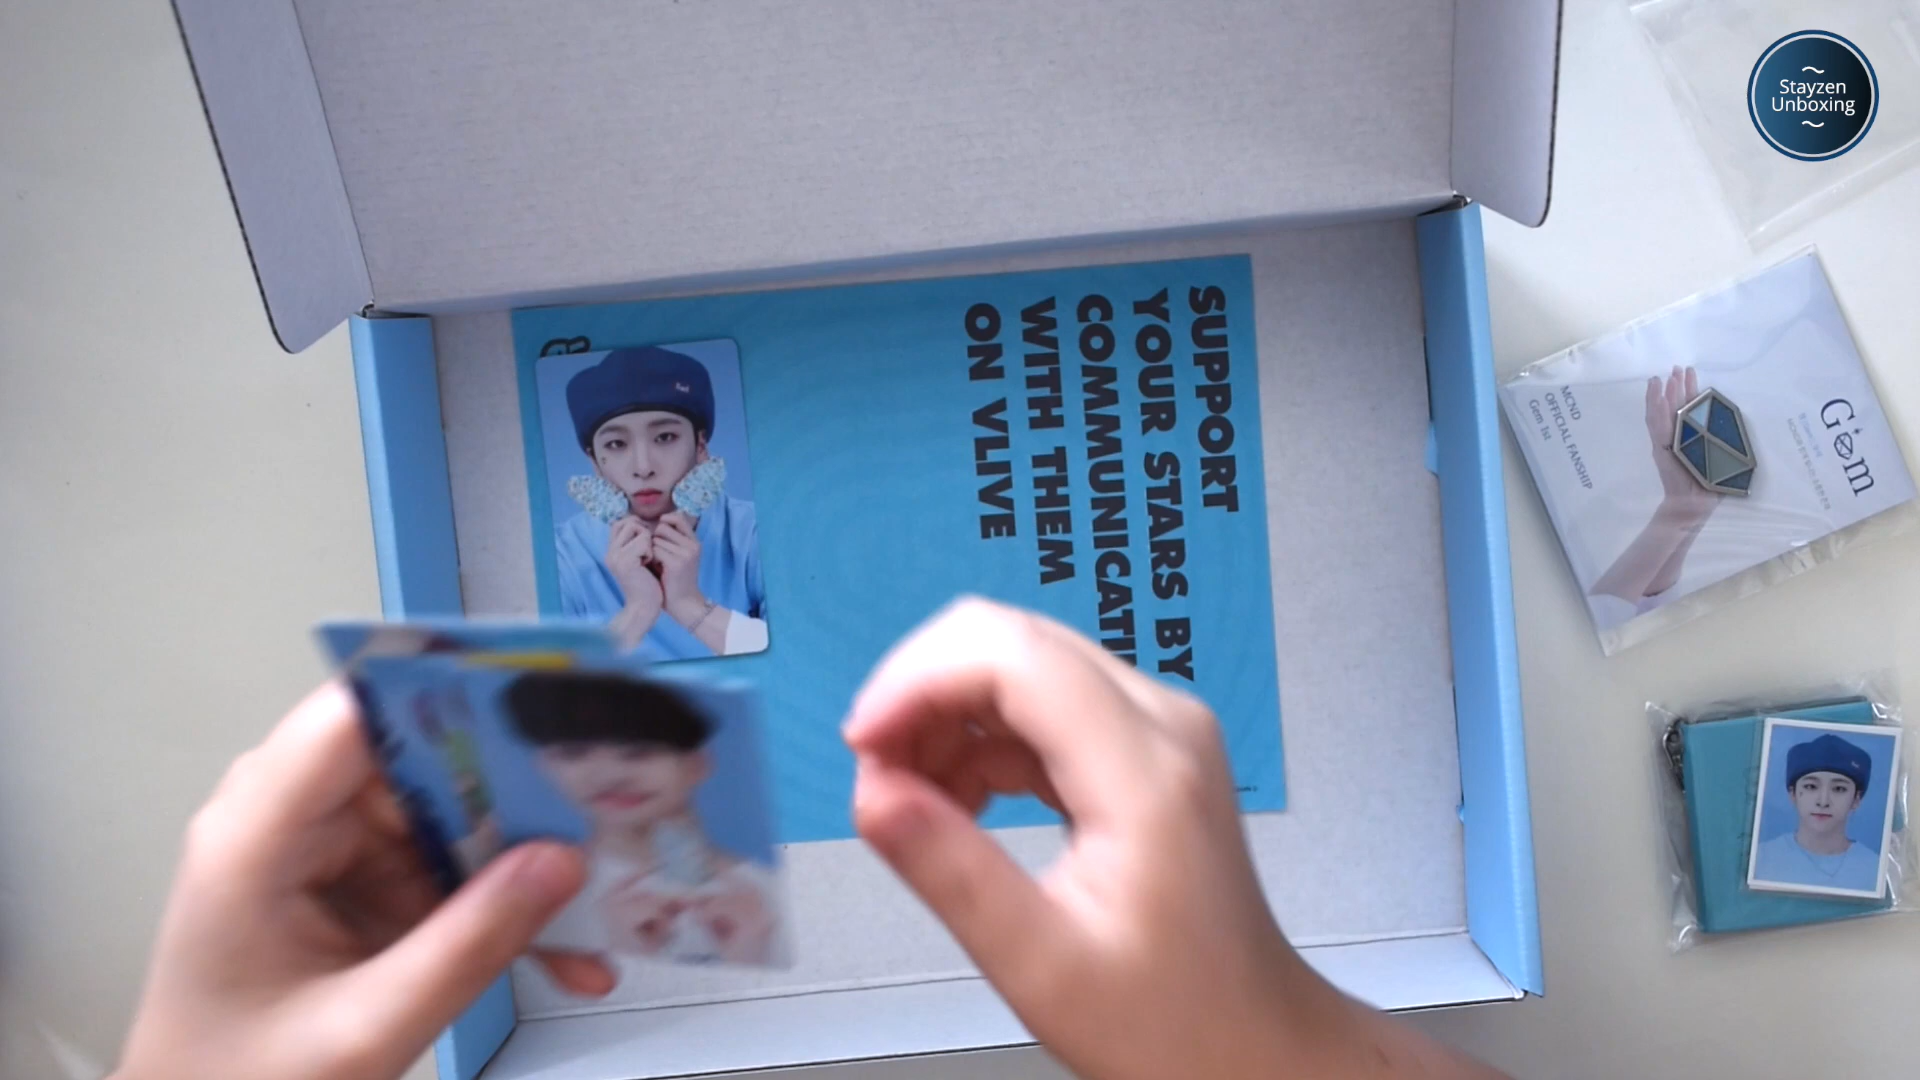 Stayzen
Unboxing
SUPPORT
YOUR STARS BY
COMMUNICATI
WITH THEM
ON VLIVE
Gem
MCND
OFFICIAL FANSHIP
Gem 1st